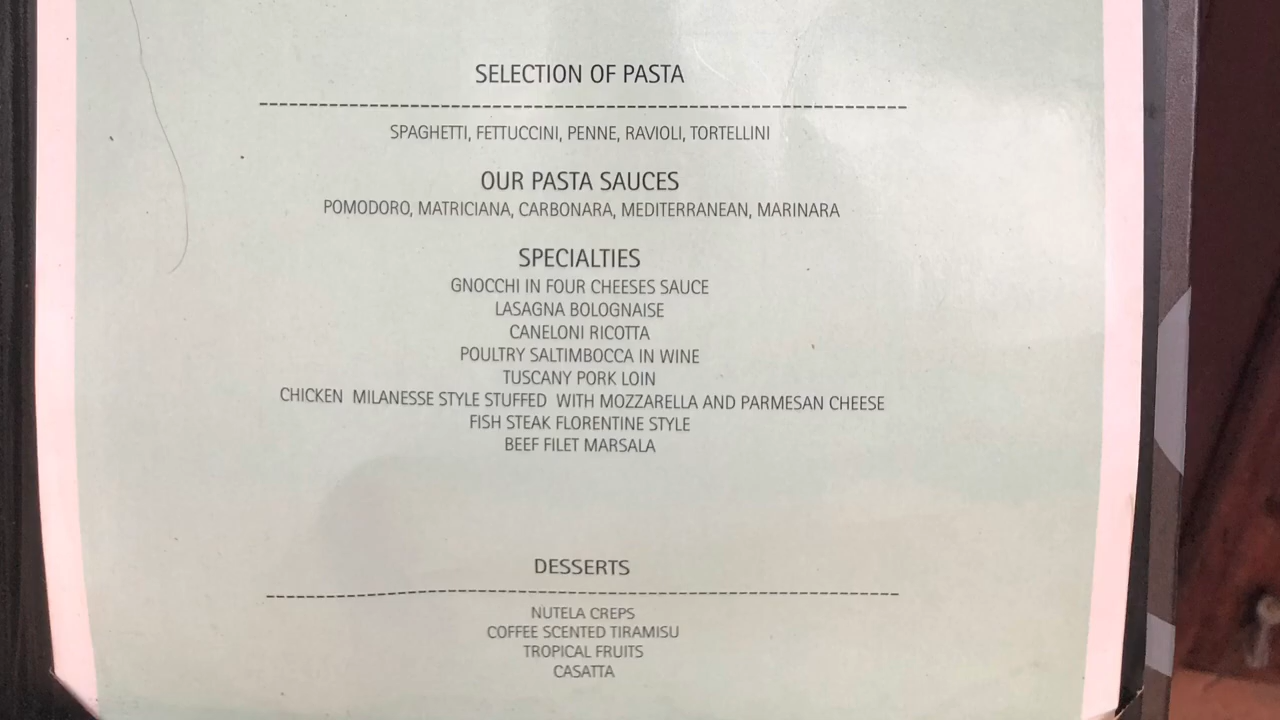 SELECTION OF PASTA
SPAGHETTI, FETTUCCINI, PENNE, RAVIOLI, TORTELLINI
OUR PASTA SAUCES
POMODORO, MATRICIANA, CARBONARA, MEDITERRANEAN, MARINARA
SPECIALTIES
GNOCCHI IN FOUR CHEESES SAUCE
LASAGNA BOLOGNAISE
CANELONI RICOTTA
POULTRY SALTIMBOCCA IN WINE
TUSCANY PORK LOIN
CHICKEN MILANESSE STYLE STUFFED WITH MOZZARELLA AND PARMESAN CHEESE
FISH STEAK FLORENTINE STYLE
BEEF FILET MARSALA
DESSERTS
NUTELA CREPS
COFFEE SCENTED TIRAMISU
TROPICAL FRUITS
CASATTA